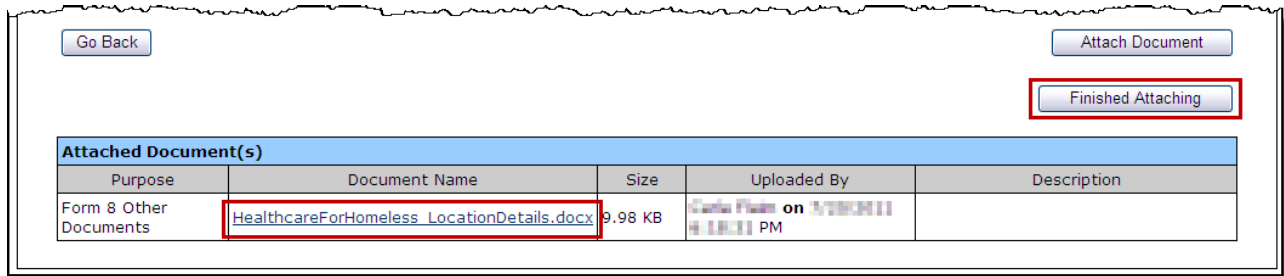 Go Back
Attach Document
Finished Attaching
Attached Document(s)
Purpose Document Name Size Uploaded By Description
Form 8 Other
Documents
HealthcareForHomeless_LocationDetails.docx
9.98 KB
on
PM